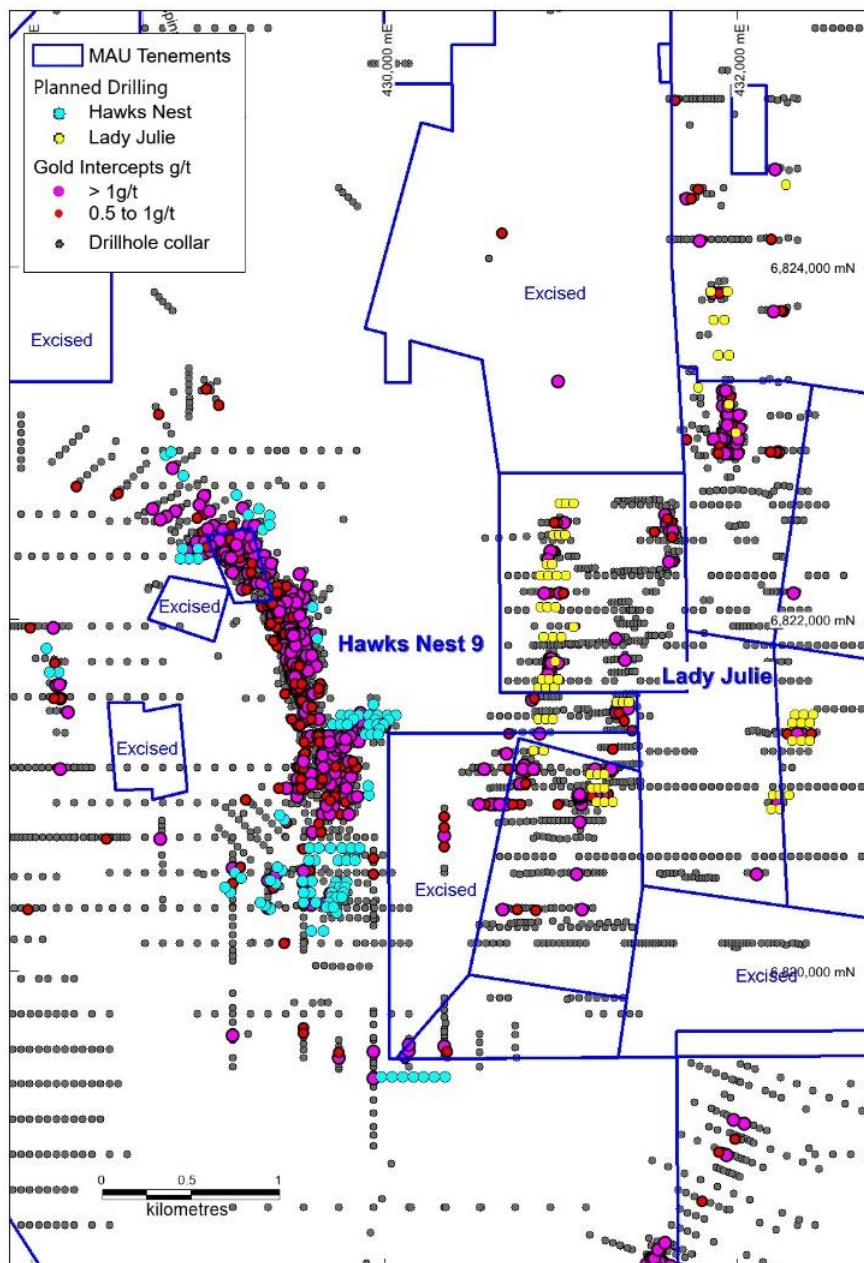 MAU Tenements
Planned Drilling
Hawks Nest
Lady Julie
Gold Intercepts g/t
> 1g/t
0.5 to 1g/t
Drillhole collar
430,000 mE
432,000 mE
6,824,000 mN
Excised
Excised
6,822,000 mN
Excised
Hawks Nest 9
Lady Julie
Excised
Excised
6,820,000 mN
Excised
0 0.5 1
kilometres